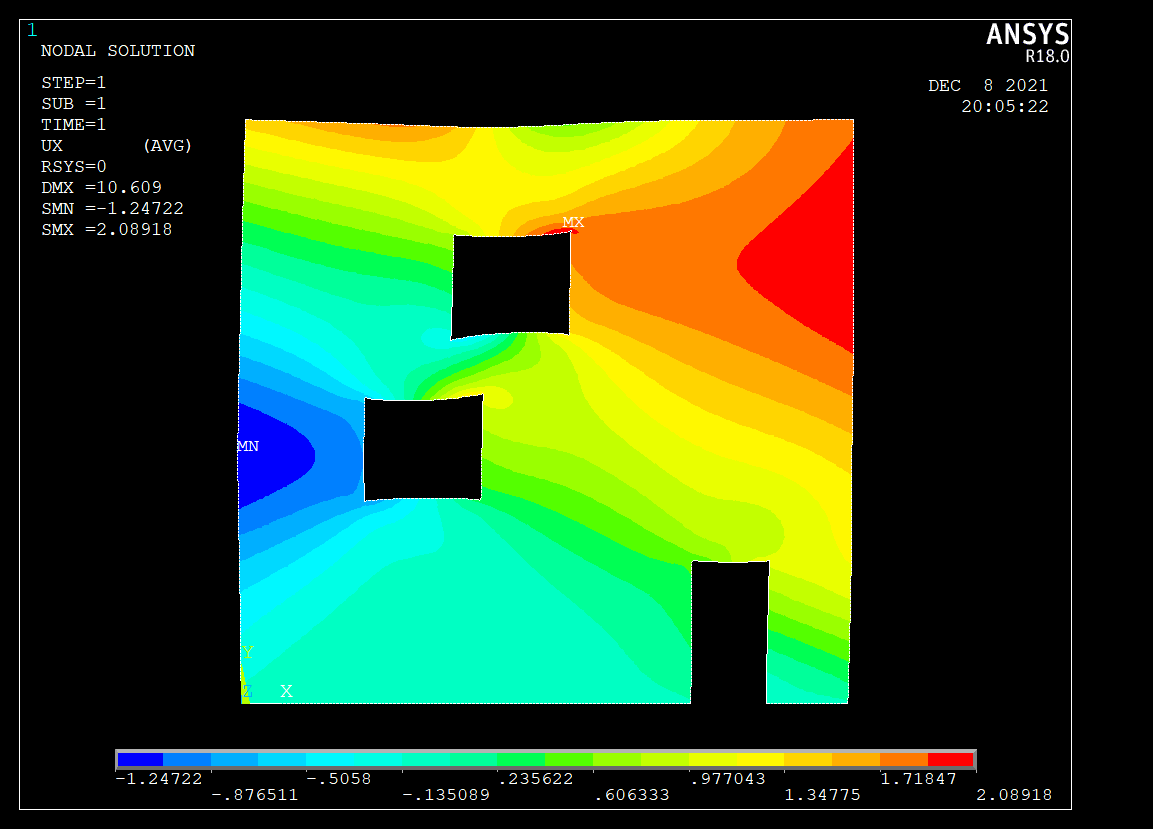 1
ANSYS
R18.0
NODAL SOLUTION
DEC 8 2021
20:05:22
STEP=1
SUB =1
TIME=1
UX (AVG)
RSYS=0
DMX =10.609
SMN =-1.24722
SMX =2.08918
MX
MN
Y
Z X
-1.24722 -.5058 .235622 .977043 1.71847
-.876511 -.135089 .606333 1.34775 2.08918